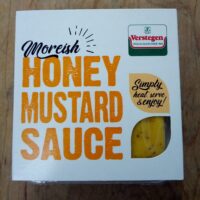 Moreish
HONEY
MUSTARD
SAUCE
Verstegen
Simply
heat, serve
& enjoy!